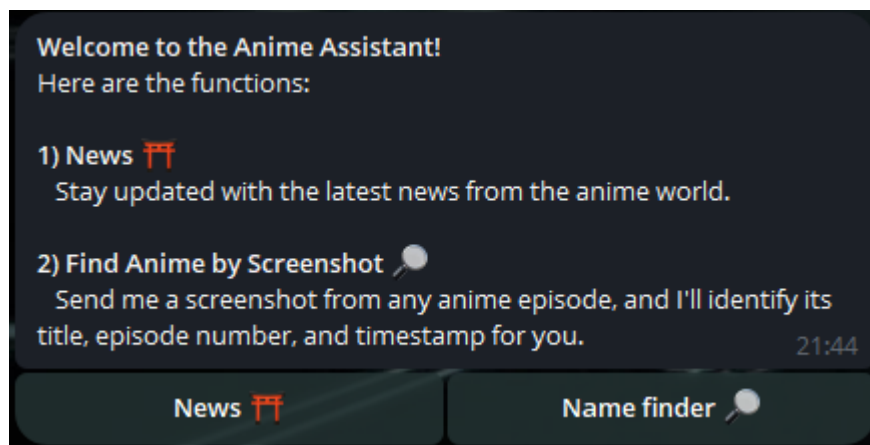 Welcome to the Anime Assistant!
Here are the functions:
1) News ⛩️
Stay updated with the latest news from the anime world.
2) Find Anime by Screenshot 🔎
Send me a screenshot from any anime episode, and I'll identify its
title, episode number, and timestamp for you.
21:44
News ⛩️
Name finder 🔎